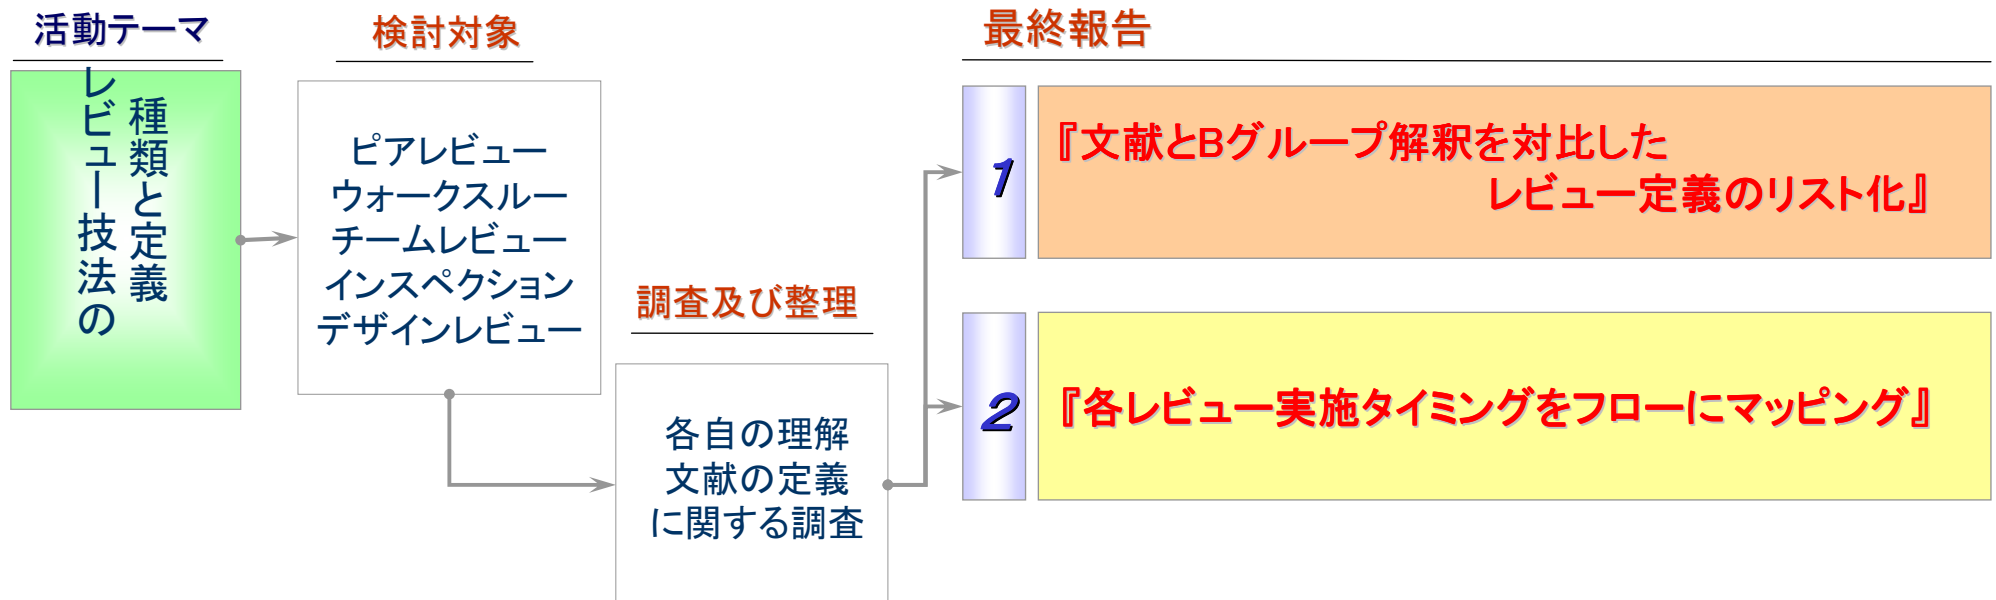 活動テーマ
レビュー技法の
種類と定義
検討対象
ピアレビュー
ウォークスルー
チームレビュー
インスペクション
デザインレビュー
調査及び整理
各自の理解
文献の定義
に関する調査
最終報告
1
『文献とBグループ解釈を対比した
レビュー定義のリスト化』
2
『各レビュー実施タイミングをフローにマッピング』